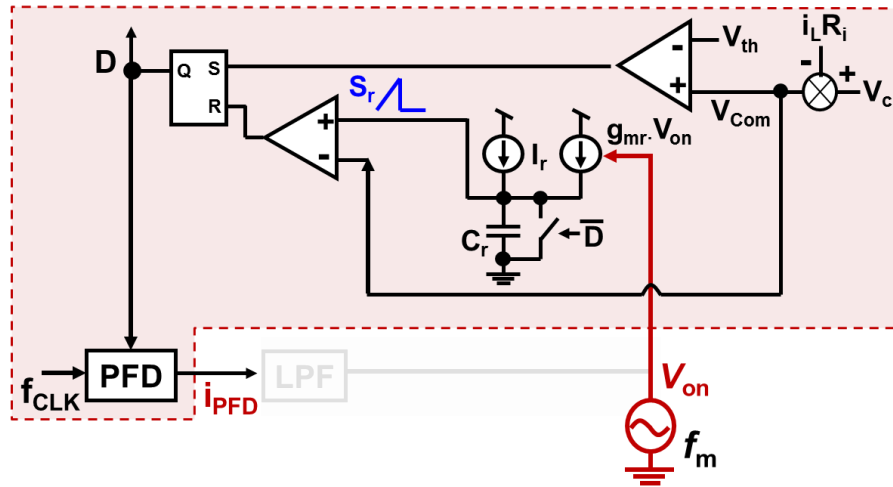 D
Q
S
R
Sr
+
-
Ir
gmr. Von
Cr
D
-
+
Vth
VCom
iLRi
-
+
Vc
fCLK
PFD
iPFD
LPF
Von
fm